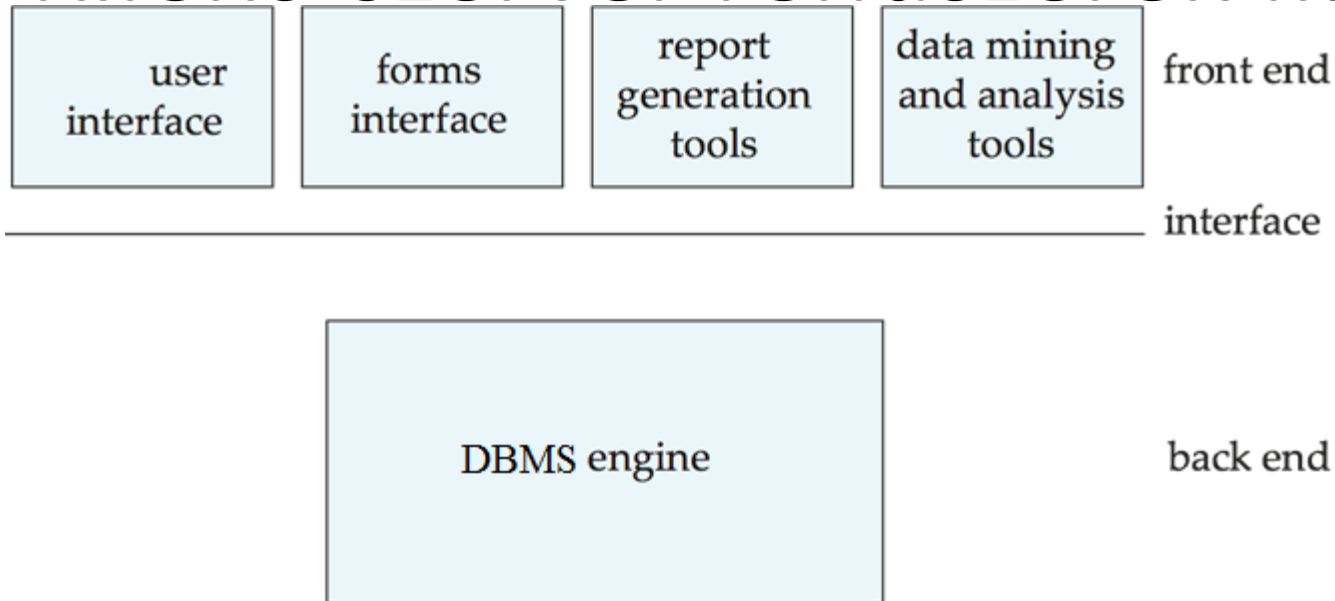 user
interface
forms
interface
report
generation
tools
data mining
and analysis
tools
front end
interface
DBMS engine
back end